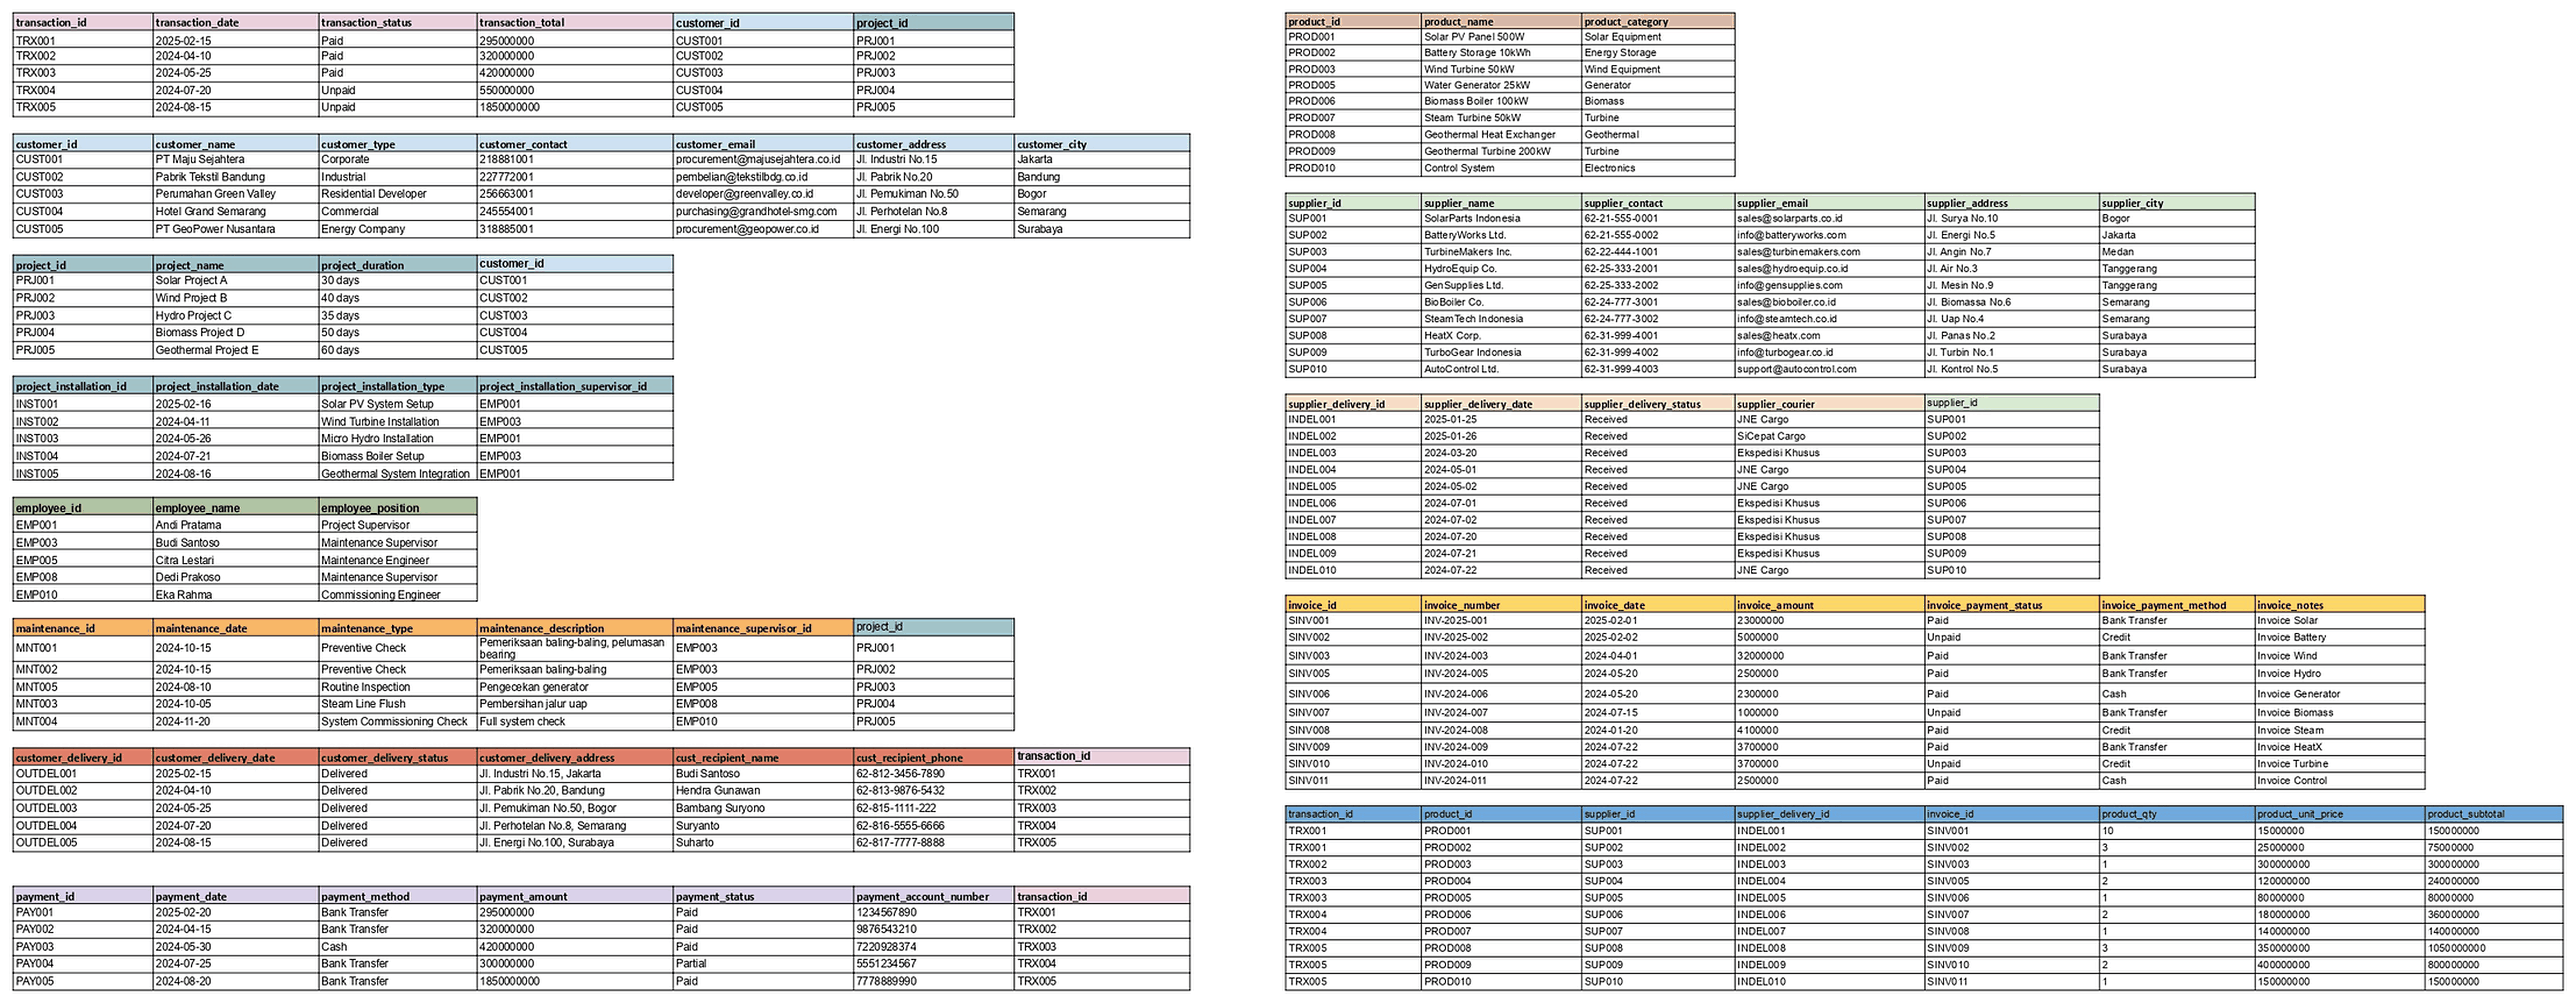 transaction_id transaction_date transaction_status transaction_total customer_id project_id
TRX001 2025-02-15 Paid 295000000 CUST001 PRJ001
TRX002 2024-04-10 Paid 320000000 CUST002 PRJ002
TRX003 2024-05-25 Paid 420000000 CUST003 PRJ003
TRX004 2024-07-20 Unpaid 550000000 CUST004 PRJ004
TRX005 2024-08-15 Unpaid 1850000000 CUST005 PRJ005
customer_id customer_name customer_type customer_contact customer_email customer_address customer_city
CUST001 PT Maju Sejahtera Corporate 218881001 procurement@majusejahtera.co.id Jl. Industri No.15 Jakarta
CUST002 Pabrik Tekstil Bandung Industrial 227772001 pembelian@tekstilbdg.co.id Jl. Pabrik No.20 Bandung
CUST003 Perumahan Green Valley Residential Developer 256663001 developer@greenvalley.co.id Jl. Pemukiman No.50 Bogor
CUST004 Hotel Grand Semarang Commercial 245554001 purchasing@grandhotel-smg.com Jl. Perhotelan No.8 Semarang
CUST005 PT GeoPower Nusantara Energy Company 318885001 procurement@geopower.co.id Jl. Energi No.100 Surabaya
project_id project_name project_duration customer_id
PRJ001 Solar Project A 30 days CUST001
PRJ002 Wind Project B 40 days CUST002
PRJ003 Hydro Project C 35 days CUST003
PRJ004 Biomass Project D 50 days CUST004
PRJ005 Geothermal Project E 60 days CUST005
project_installation_id project_installation_date project_installation_type project_installation_supervisor_id
INST001 2025-02-16 Solar PV System Setup EMP001
INST002 2024-04-11 Wind Turbine Installation EMP003
INST003 2024-05-26 Micro Hydro Installation EMP001
INST004 2024-07-21 Biomass Boiler Setup EMP003
INST005 2024-08-16 Geothermal System Integration EMP001
employee_id employee_name employee_position
EMP001 Andi Pratama Project Supervisor
EMP003 Budi Santoso Maintenance Supervisor
EMP005 Citra Lestari Maintenance Engineer
EMP008 Dedi Prakoso Maintenance Supervisor
EMP010 Eka Rahma Commissioning Engineer
maintenance_id maintenance_date maintenance_type maintenance_description maintenance_supervisor_id project_id
MNT001 2024-10-15 Preventive Check Pemeriksaan baling-baling, pelumasan bearing EMP003 PRJ001
MNT002 2024-10-15 Preventive Check Pemeriksaan baling-baling EMP003 PRJ002
MNT005 2024-08-10 Routine Inspection Pengecekan generator EMP005 PRJ003
MNT003 2024-10-05 Steam Line Flush Pembersihan jalur uap EMP008 PRJ004
MNT004 2024-11-20 System Commissioning Check Full system check EMP010 PRJ005
customer_delivery_id customer_delivery_date customer_delivery_status customer_delivery_address cust_recipient_name cust_recipient_phone transaction_id
OUTDEL001 2025-02-15 Delivered Jl. Industri No.15, Jakarta Budi Santoso 62-812-3456-7890 TRX001
OUTDEL002 2024-04-10 Delivered Jl. Pabrik No.20, Bandung Hendra Gunawan 62-813-9876-5432 TRX002
OUTDEL003 2024-05-25 Delivered Jl. Pemukiman No.50, Bogor Bambang Suryono 62-815-1111-222 TRX003
OUTDEL004 2024-07-20 Delivered Jl. Perhotelan No.8, Semarang Suryanto 62-816-5555-6666 TRX004
OUTDEL005 2024-08-15 Delivered Jl. Energi No.100, Surabaya Suharto 62-817-7777-8888 TRX005
payment_id payment_date payment_method payment_amount payment_status payment_account_number transaction_id
PAY001 2025-02-20 Bank Transfer 295000000 Paid 1234567890 TRX001
PAY002 2024-04-15 Bank Transfer 320000000 Paid 9876543210 TRX002
PAY003 2024-05-30 Cash 420000000 Paid 7220928374 TRX003
PAY004 2024-07-25 Bank Transfer 300000000 Partial 5551234567 TRX004
PAY005 2024-08-20 Bank Transfer 1850000000 Paid 7778889990 TRX005
product_id product_name product_category
PROD001 Solar PV Panel 500W Solar Equipment
PROD002 Battery Storage 10kWh Energy Storage
PROD003 Wind Turbine 50kW Wind Equipment
PROD005 Water Generator 25kW Generator
PROD006 Biomass Boiler 100kW Biomass
PROD007 Steam Turbine 50kW Turbine
PROD008 Geothermal Heat Exchanger Geothermal
PROD009 Geothermal Turbine 200kW Turbine
PROD010 Control System Electronics
supplier_id supplier_name supplier_contact supplier_email supplier_address supplier_city
SUP001 SolarParts Indonesia 62-21-555-0001 sales@solarparts.co.id Jl. Surya No.10 Bogor
SUP002 BatteryWorks Ltd. 62-21-555-0002 info@batteryworks.com Jl. Energi No.5 Jakarta
SUP003 TurbineMakers Inc. 62-22-444-1001 sales@turbinemakers.com Jl. Angin No.7 Medan
SUP004 HydroEquip Co. 62-25-333-2001 sales@hydroequip.co.id Jl. Air No.3 Tanggerang
SUP005 GenSupplies Ltd. 62-25-333-2002 info@gensupplies.com Jl. Mesin No.9 Tanggerang
SUP006 BioBoiler Co. 62-24-777-3001 sales@bioboiler.co.id Jl. Biomassa No.6 Semarang
SUP007 SteamTech Indonesia 62-24-777-3002 info@steamtech.co.id Jl. Uap No.4 Semarang
SUP008 HeatX Corp. 62-31-999-4001 sales@heatx.com Jl. Panas No.2 Surabaya
SUP009 TurboGear Indonesia 62-31-999-4002 info@turbogear.co.id Jl. Turbin No.1 Surabaya
SUP010 AutoControl Ltd. 62-31-999-4003 support@autocontrol.com Jl. Kontrol No.5 Surabaya
supplier_delivery_id supplier_delivery_date supplier_delivery_status supplier_courier supplier_id
INDEL001 2025-01-25 Received JNE Cargo SUP001
INDEL002 2025-01-26 Received SiCepat Cargo SUP002
INDEL003 2024-03-20 Received Ekspedisi Khusus SUP003
INDEL004 2024-05-01 Received JNE Cargo SUP004
INDEL005 2024-05-02 Received JNE Cargo SUP005
INDEL006 2024-07-01 Received Ekspedisi Khusus SUP006
INDEL007 2024-07-02 Received Ekspedisi Khusus SUP007
INDEL008 2024-07-20 Received Ekspedisi Khusus SUP008
INDEL009 2024-07-21 Received Ekspedisi Khusus SUP009
INDEL010 2024-07-22 Received JNE Cargo SUP010
invoice_id invoice_number invoice_date invoice_amount invoice_payment_status invoice_payment_method invoice_notes
SINV001 INV-2025-001 2025-02-01 23000000 Paid Bank Transfer Invoice Solar
SINV002 INV-2025-002 2025-02-02 5000000 Unpaid Credit Invoice Battery
SINV003 INV-2024-003 2024-04-01 32000000 Paid Bank Transfer Invoice Wind
SINV005 INV-2024-005 2024-05-20 2500000 Paid Bank Transfer Invoice Hydro
SINV006 INV-2024-006 2024-05-20 2300000 Paid Cash Invoice Generator
SINV007 INV-2024-007 2024-07-15 1000000 Unpaid Bank Transfer Invoice Biomass
SINV008 INV-2024-008 2024-01-20 4100000 Paid Credit Invoice Steam
SINV009 INV-2024-009 2024-07-22 3700000 Paid Bank Transfer Invoice HeatX
SINV010 INV-2024-010 2024-07-22 3700000 Unpaid Credit Invoice Turbine
SINV011 INV-2024-011 2024-07-22 2500000 Paid Cash Invoice Control
transaction_id product_id supplier_id supplier_delivery_id invoice_id product_qty product_unit_price product_subtotal
TRX001 PROD001 SUP001 INDEL001 SINV001 10 15000000 150000000
TRX001 PROD002 SUP002 INDEL002 SINV002 3 25000000 75000000
TRX002 PROD003 SUP003 INDEL003 SINV003 1 300000000 300000000
TRX003 PROD004 SUP004 INDEL004 SINV005 2 120000000 240000000
TRX003 PROD005 SUP005 INDEL005 SINV006 1 80000000 80000000
TRX004 PROD006 SUP006 INDEL006 SINV007 2 180000000 360000000
TRX004 PROD007 SUP007 INDEL007 SINV008 1 140000000 140000000
TRX005 PROD008 SUP008 INDEL008 SINV009 3 350000000 1050000000
TRX005 PROD009 SUP009 INDEL009 SINV010 2 400000000 800000000
TRX005 PROD010 SUP010 INDEL010 SINV011 1 150000000 150000000